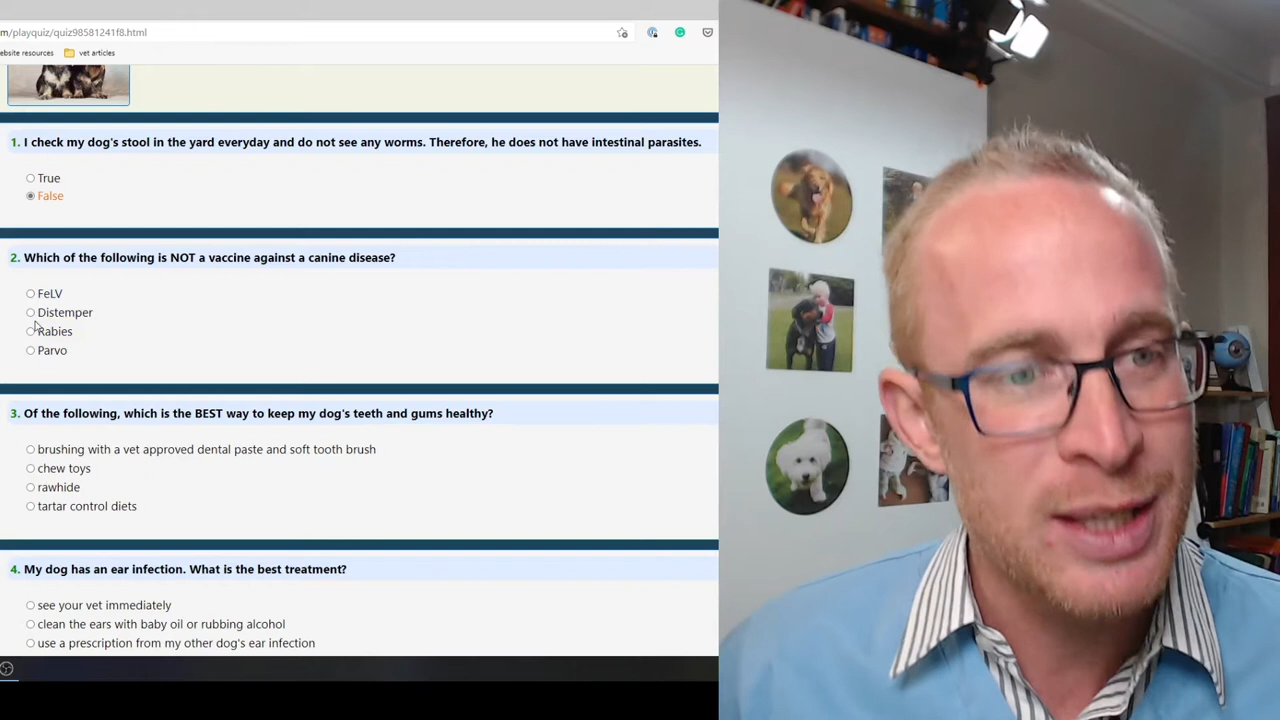 m/playquiz/quiz98581241f8.html
ebsite resources vet articles
1. I check my dog's stool in the yard everyday and do not see any worms. Therefore, he does not have intestinal parasites.
True
False
2. Which of the following is NOT a vaccine against a canine disease?
FeLV
Distemper
Rabies
Parvo
3. Of the following, which is the BEST way to keep my dog's teeth and gums healthy?
brushing with a vet approved dental paste and soft tooth brush
chew toys
rawhide
tartar control diets
4. My dog has an ear infection. What is the best treatment?
see your vet immediately
clean the ears with baby oil or rubbing alcohol
use a prescription from my other dog's ear infection